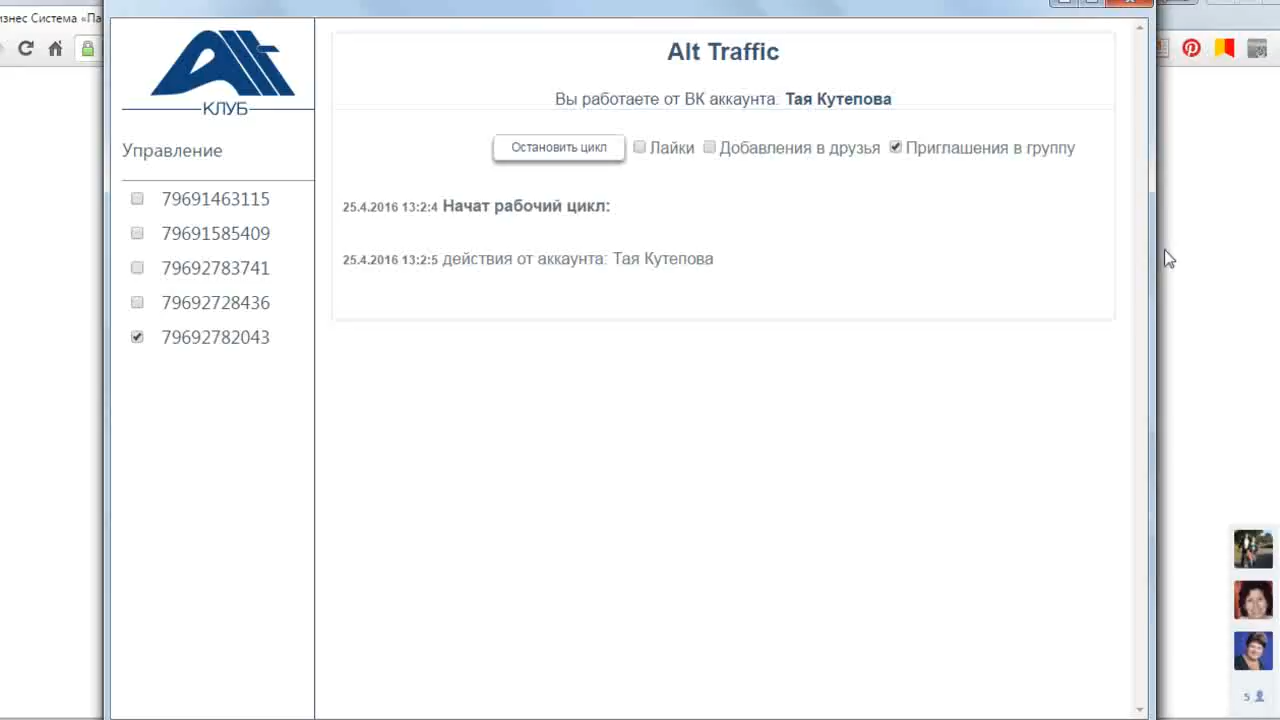 изнес Система «Па
Alt
КЛУБ
Управление
79691463115
79691585409
79692783741
79692728436
79692782043
Alt Traffic
Вы работаете от ВК аккаунта: Тая Кутепова
Остановить цикл Лайки Добавления в друзья Приглашения в группу
25.4.2016 13:2:4 Начат рабочий цикл:
25.4.2016 13:2:5 действия от аккаунта: Тая Кутепова
5